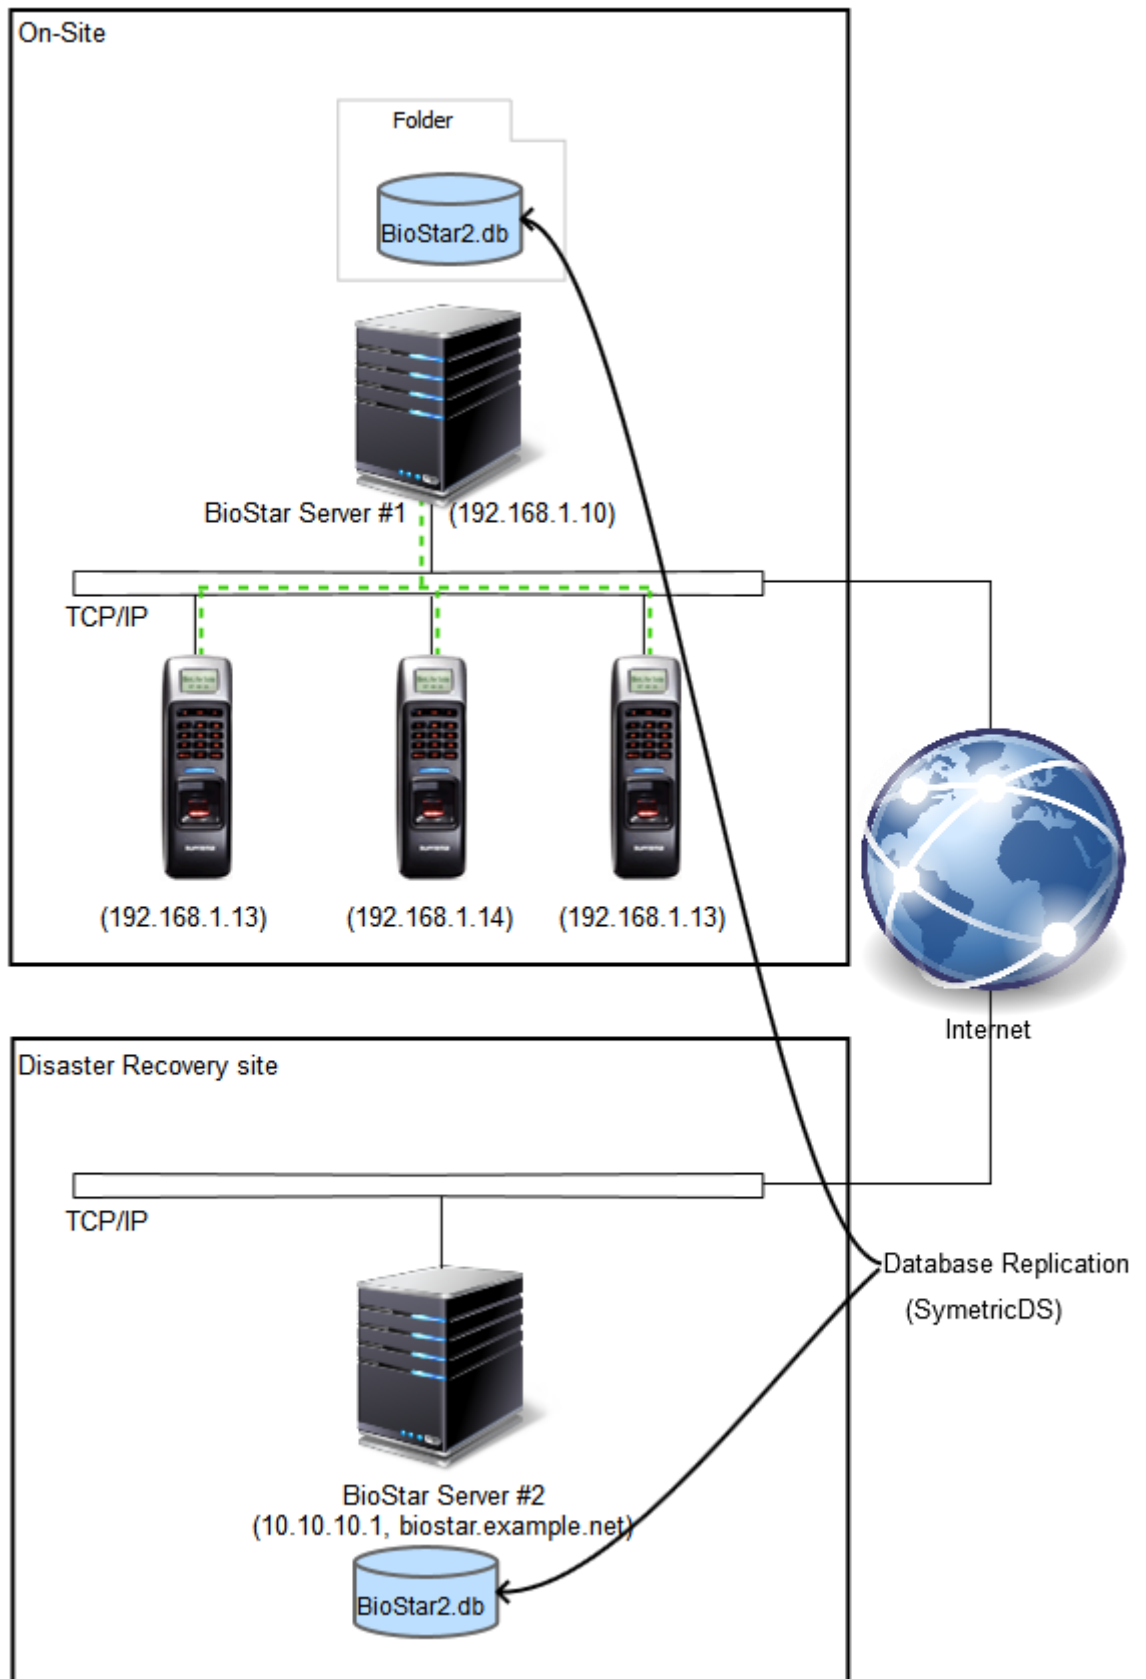 On-Site
Folder
BioStar2.db
BioStar Server #1 (192.168.1.10)
TCP/IP
(192.168.1.13) (192.168.1.14) (192.168.1.13)
Internet
Disaster Recovery site
TCP/IP
Database Replication
(SymetricDS)
BioStar Server #2
(10.10.10.1, biostar.example.net)
BioStar2.db